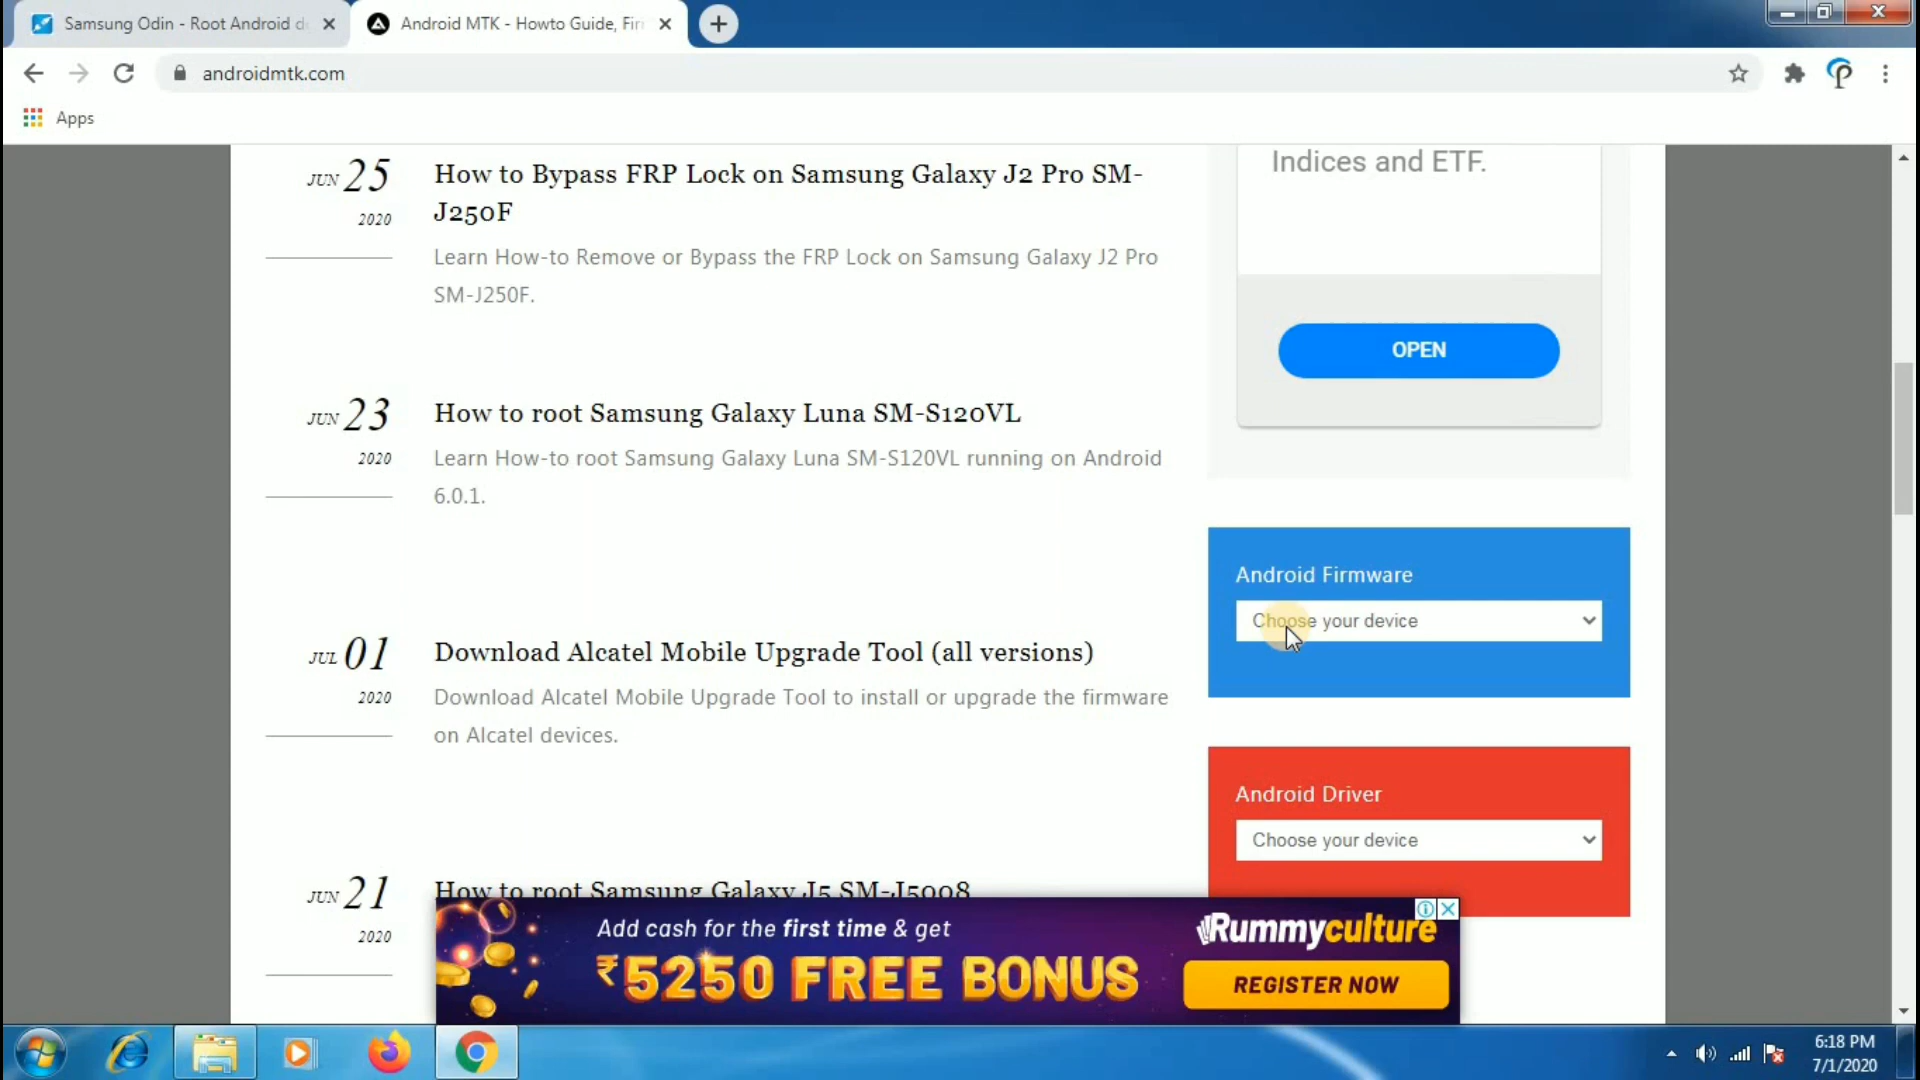 Samsung Odin - Root Android d
Android MTK - Howto Guide, Fir
androidmtk.com
Apps
JUN 25
2020
How to Bypass FRP Lock on Samsung Galaxy J2 Pro SM-
J250F
Learn How-to Remove or Bypass the FRP Lock on Samsung Galaxy J2 Pro
SM-J250F.
JUN 23
2020
How to root Samsung Galaxy Luna SM-S120VL
Learn How-to root Samsung Galaxy Luna SM-S120VL running on Android
6.0.1.
JUL 01
2020
Download Alcatel Mobile Upgrade Tool (all versions)
Download Alcatel Mobile Upgrade Tool to install or upgrade the firmware
on Alcatel devices.
JUN 21
2020
How to root Samsung Galaxy J5 SM-J5008
Indices and ETF.
OPEN
Android Firmware
Choose your device
Android Driver
Choose your device
Add cash for the first time & get
₹5250 FREE BONUS
Rummyculture
REGISTER NOW
6:18 PM
7/1/2020